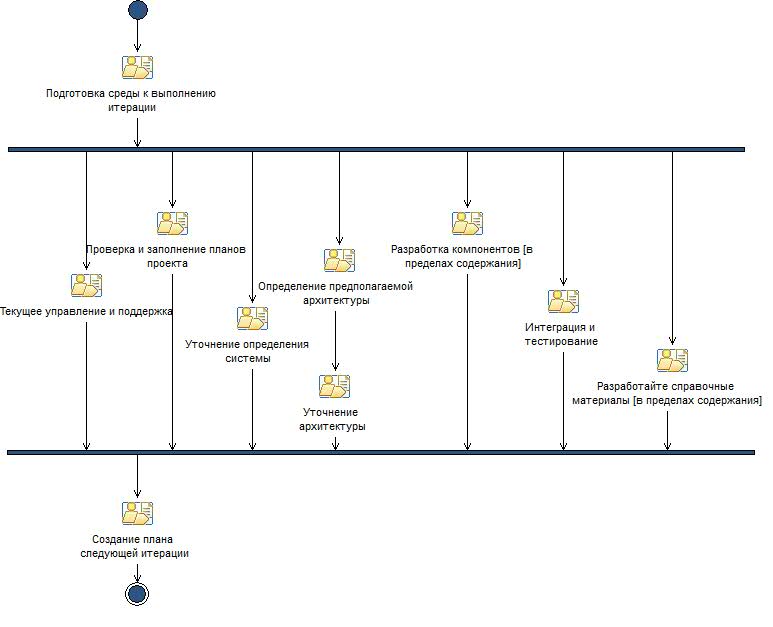 Подготовка среды к выполнению
итерации
Проверка и заполнение планов
проекта
Разработка компонентов [в
пределах содержания]
Определение предполагаемой
архитектуры
Текущее управление и поддержка
Интеграция и
тестирование
Уточнение определения
системы
Разработайте справочные
материалы [в пределах содержания]
Уточнение
архитектуры
Создание плана
следующей итерации